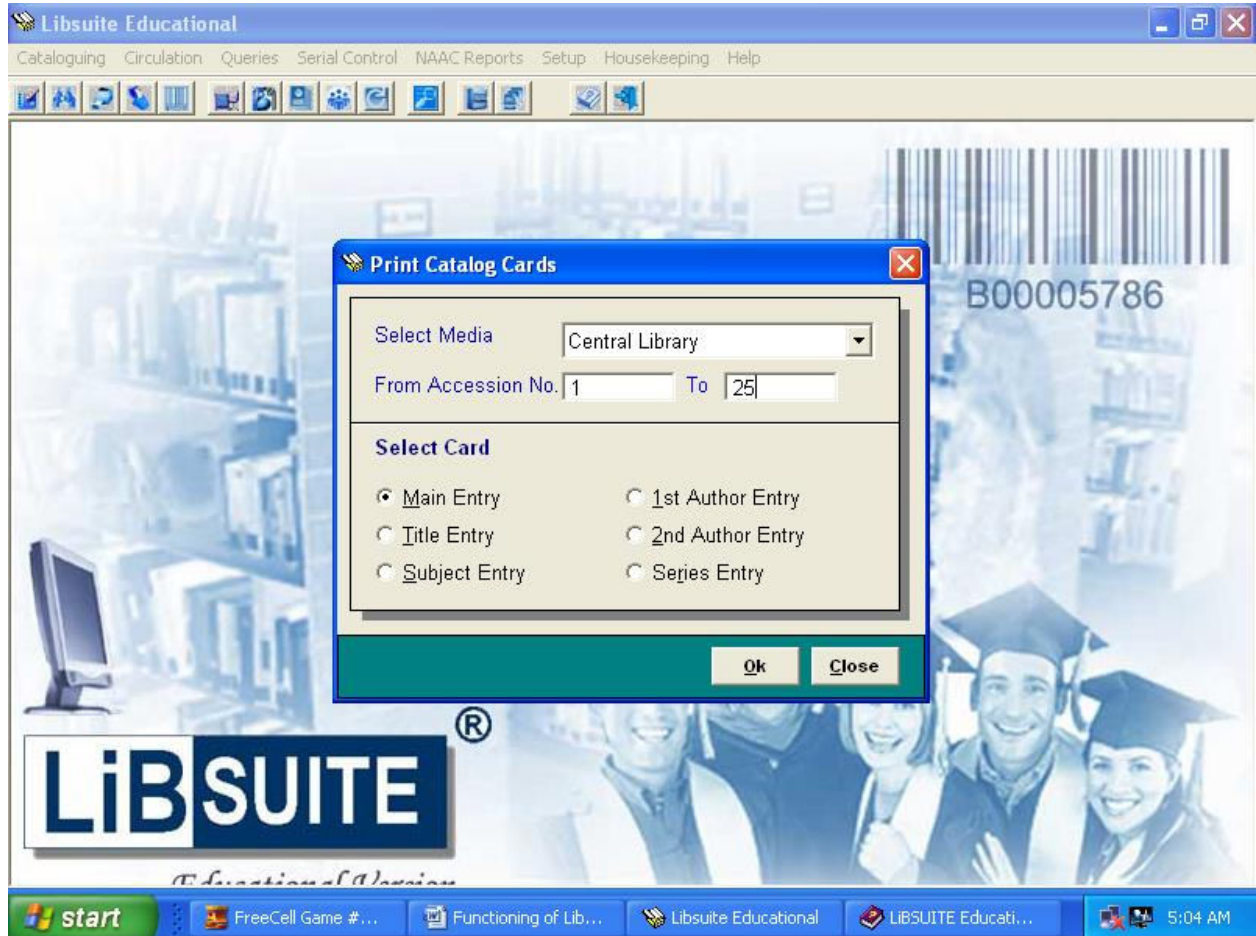 Libsuite Educational
Cataloguing Circulation Queries Serial Control NAAC Reports Setup Housekeeping Help
B00005786
Print Catalog Cards
Select Media Central Library
From Accession No. 1 To 25
Select Card
Main Entry 1st Author Entry
Title Entry 2nd Author Entry
Subject Entry Series Entry
Ok Close
LiBSUITE ®
Educational Version
start FreeCell Game #... Functioning of Lib... Libsuite Educational LiBSUITE Educati... 5:04 AM